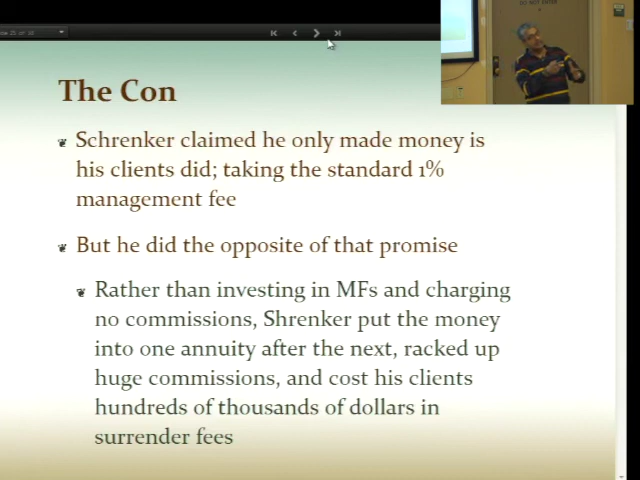 DO NOT ENTER
The Con
Schrenker claimed he only made money is
his clients did; taking the standard 1%
management fee
But he did the opposite of that promise
Rather than investing in MFs and charging
no commissions, Shrenker put the money
into one annuity after the next, racked up
huge commissions, and cost his clients
hundreds of thousands of dollars in
surrender fees